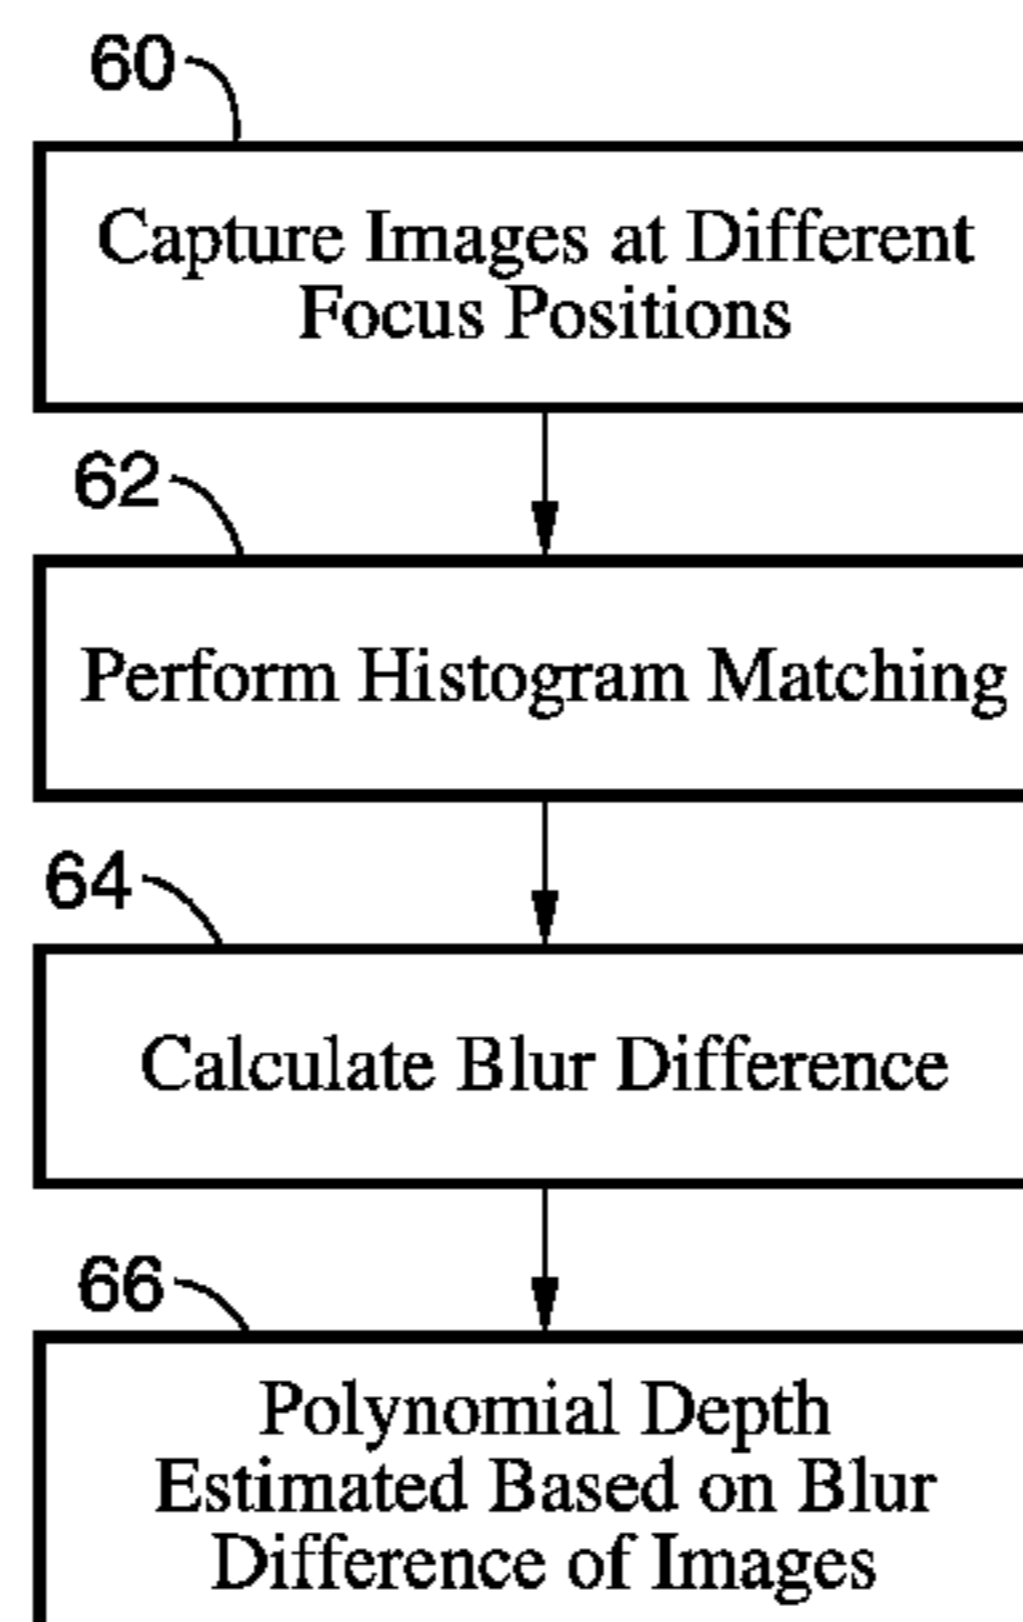 60
Capture Images at Different
Focus Positions
62
Perform Histogram Matching
64
Calculate Blur Difference
66
Polynomial Depth
Estimated Based on Blur
Difference of Images